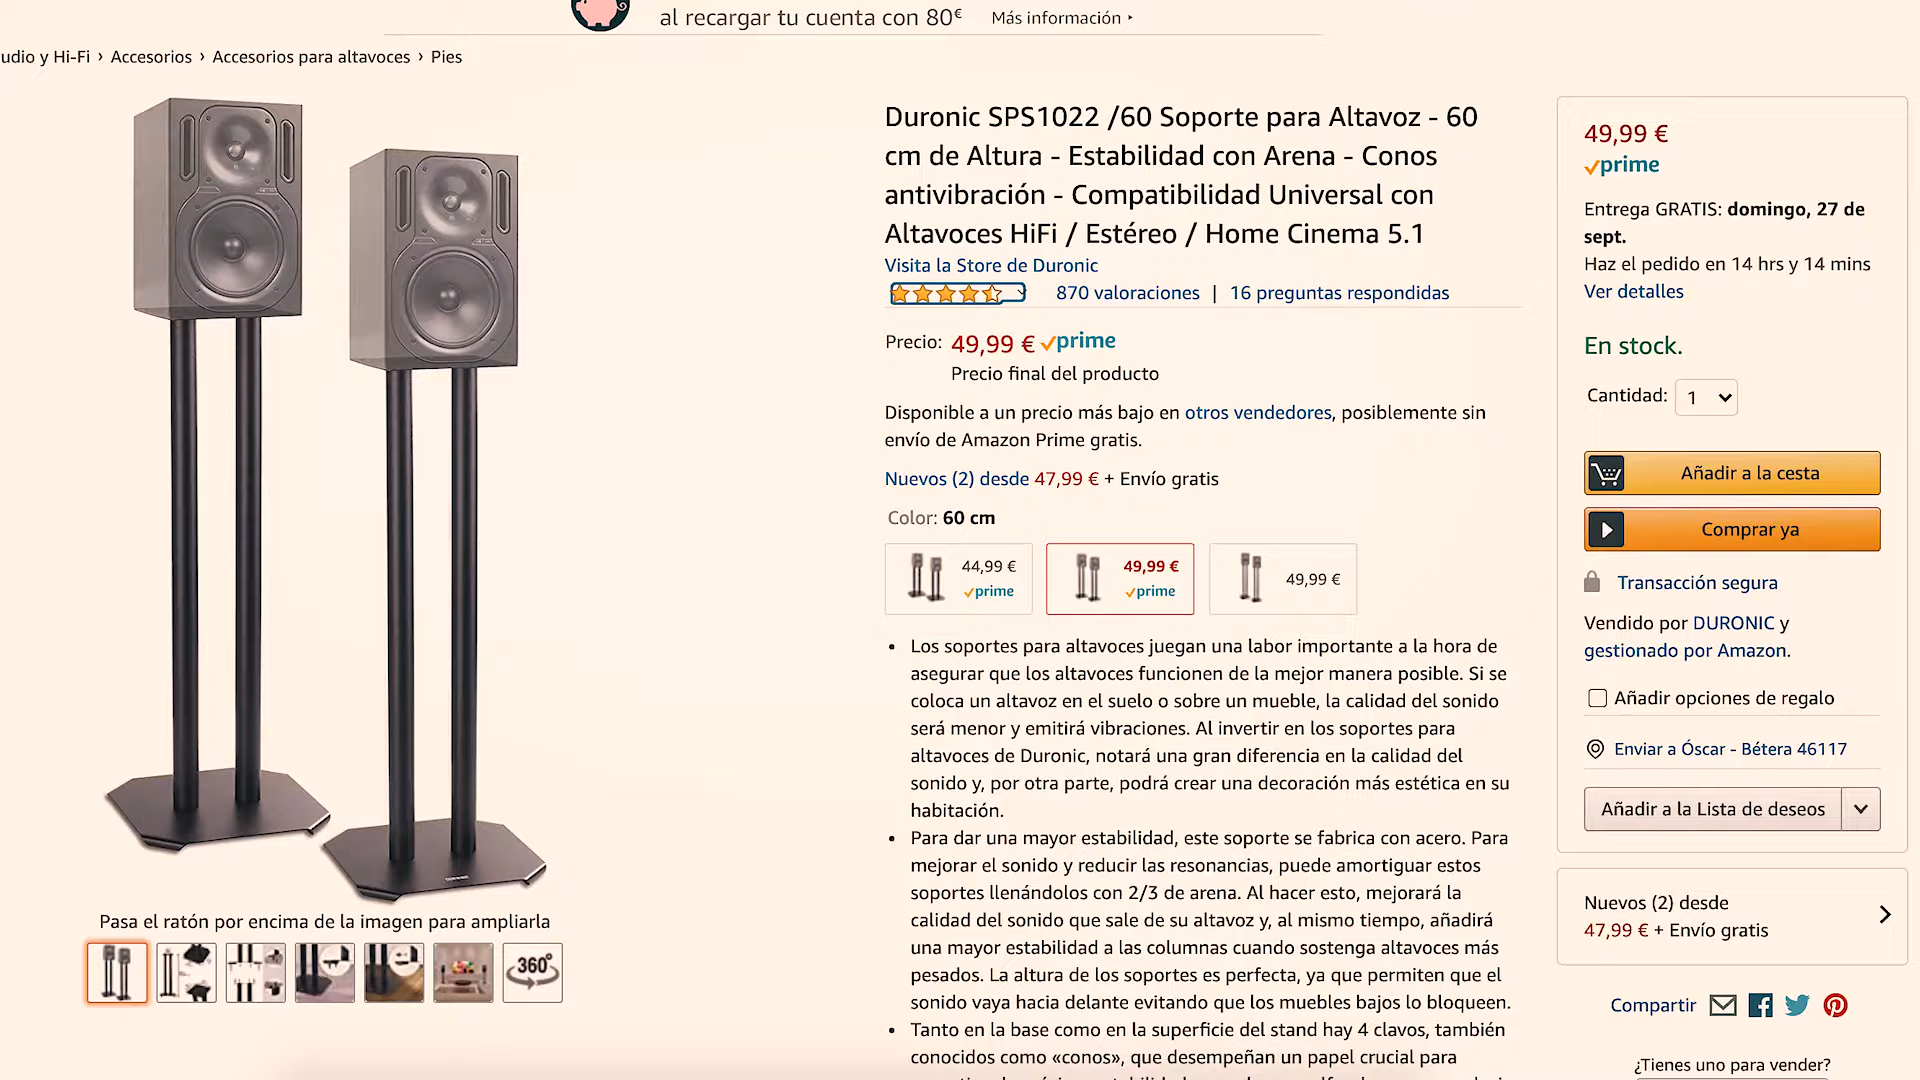 al recargar tu cuenta con 80€ Más información ‣
udio y Hi-Fi › Accesorios › Accesorios para altavoces › Pies
Duronic SPS1022 /60 Soporte para Altavoz - 60
cm de Altura - Estabilidad con Arena - Conos
antivibración - Compatibilidad Universal con
Altavoces HiFi / Estéreo / Home Cinema 5.1
Visita la Store de Duronic
870 valoraciones | 16 preguntas respondidas
Precio: 49,99 € prime
Precio final del producto
Disponible a un precio más bajo en otros vendedores, posiblemente sin
envío de Amazon Prime gratis.
Nuevos (2) desde 47,99 € + Envío gratis
Color: 60 cm
44,99 €
prime
49,99 €
prime
49,99 €
Los soportes para altavoces juegan una labor importante a la hora de
asegurar que los altavoces funcionen de la mejor manera posible. Si se
coloca un altavoz en el suelo o sobre un mueble, la calidad del sonido
será menor y emitirá vibraciones. Al invertir en los soportes para
altavoces de Duronic, notará una gran diferencia en la calidad del
sonido y, por otra parte, podrá crear una decoración más estética en su
habitación.
Para dar una mayor estabilidad, este soporte se fabrica con acero. Para
mejorar el sonido y reducir las resonancias, puede amortiguar estos
soportes llenándolos con 2/3 de arena. Al hacer esto, mejorará la
calidad del sonido que sale de su altavoz y, al mismo tiempo, añadirá
una mayor estabilidad a las columnas cuando sostenga altavoces más
pesados. La altura de los soportes es perfecta, ya que permiten que el
sonido vaya hacia delante evitando que los muebles bajos lo bloqueen.
Tanto en la base como en la superficie del stand hay 4 clavos, también
conocidos como «conos», que desempeñan un papel crucial para
Pasa el ratón por encima de la imagen para ampliarla
360°
49,99 €
prime
Entrega GRATIS: domingo, 27 de
sept.
Haz el pedido en 14 hrs y 14 mins
Ver detalles
En stock.
Cantidad: 1
Añadir a la cesta
Comprar ya
Transacción segura
Vendido por DURONIC y
gestionado por Amazon.
Añadir opciones de regalo
Enviar a Óscar - Bétera 46117
Añadir a la Lista de deseos
Nuevos (2) desde
47,99 € + Envío gratis
Compartir
¿Tienes uno para vender?